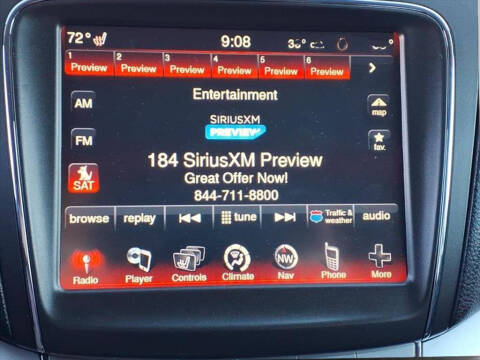 72° 9:08
1 2 3 4 5 6
Preview Preview Preview Preview Preview Preview
Entertainment
AM
SIRIUSXM
PREVIEW
map
FM
184 SiriusXM Preview
fav.
Great Offer Now!
SAT
844-711-8800
browse replay tune Traffic & weather audio
NW
Radio Player Controls Climate Nav Phone More